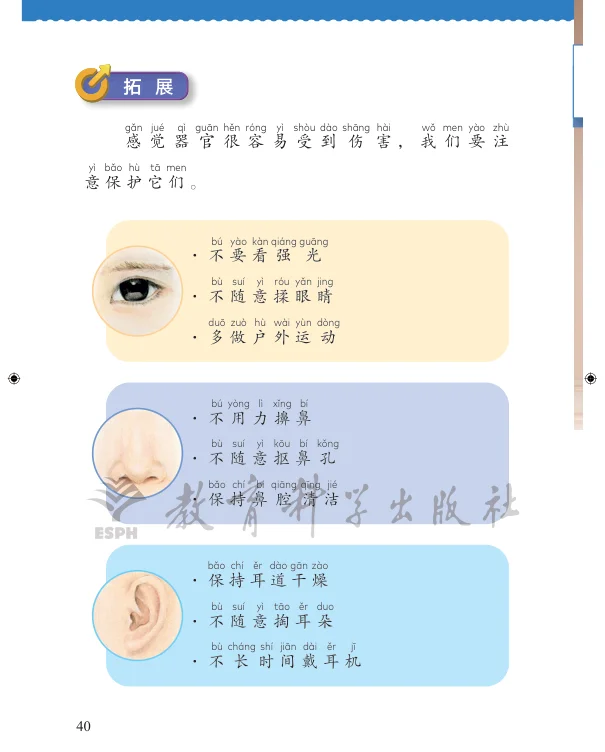 拓展
gǎn jué qì guān hěn róng yì shòu dào shāng hài wǒ men yào zhù
感觉器官很容易受到伤害，我们要注
yì bǎo hù tā men
意保护它们。
bú yào kàn qiáng guāng
· 不要看强光
bù suí yì róu yǎn jing
· 不随意揉眼睛
duō zuò hù wài yùn dòng
· 多做户外运动
bú yòng lì xǐng bí
· 不用力擤鼻
bù suí yì kōu bí kǒng
· 不随意抠鼻孔
bǎo chí bí qiāng qīng jié
· 保持鼻腔清洁
ESPH 教育科学出版社
bǎo chí ěr dào gān zào
· 保持耳道干燥
bù suí yì tāo ěr duo
· 不随意掏耳朵
bù cháng shí jiān dài ěr jī
· 不长时间戴耳机
40